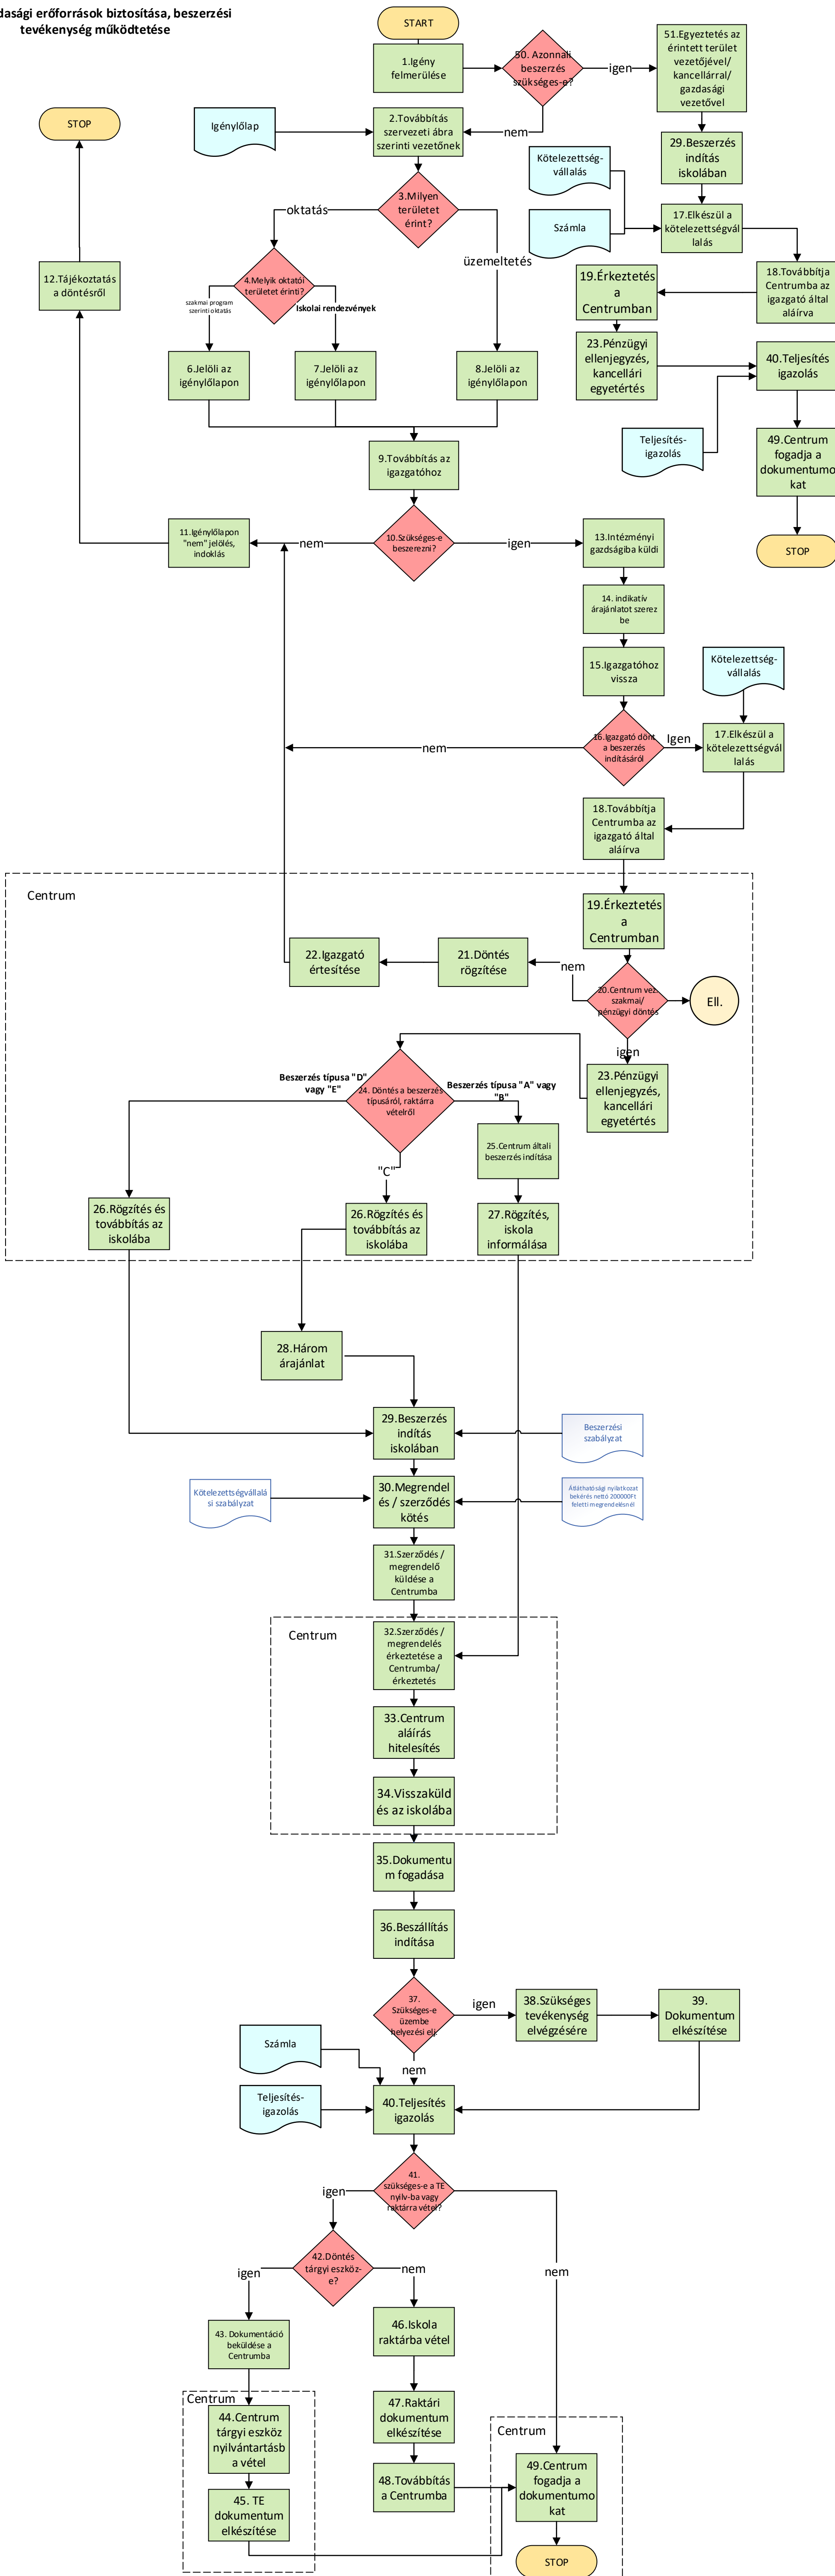 dasági erőforrások biztosítása, beszerzési
tevékenység működtetése
START
1.Igény
felmerülése
50. Azonnali
beszerzés
szükséges-e?
igen
51.Egyeztetés az
érintett terület
vezetőjével/
kancellárral/
gazdasági
vezetővel
nem
STOP
Igénylőlap
2.Továbbítás
szervezeti ábra
szerinti vezetőnek
29.Beszerzés
indítás
iskolában
Kötelezettség-
vállalás
Számla
17.Elkészül a
kötelezettségvál
lalás
3.Milyen
területet
érint?
oktatás
üzemeltetés
12.Tájékoztatás
a döntésről
4.Melyik oktatói
területet érinti?
szakmai program
szerinti oktatás
Iskolai rendezvények
19.Érkeztetés
a
Centrumban
18.Továbbítja
Centrumba az
igazgató által
aláírva
23.Pénzügyi
ellenjegyzés,
kancellári
egyetértés
40.Teljesítés
igazolás
6.Jelöli az
igénylőlapon
7.Jelöli az
igénylőlapon
8.Jelöli az
igénylőlapon
Teljesítés-
igazolás
49.Centrum
fogadja a
dokumentumo
kat
9.Továbbítás az
igazgatóhoz
11.Igénylőlapon
"nem" jelölés,
indoklás
nem
10.Szükséges-e
beszerezni?
igen
13.Intézményi
gazdságiba küldi
STOP
14. indikatív
árajánlatot szerez
be
15.Igazgatóhoz
vissza
Kötelezettség-
vállalás
nem
16.Igazgató dönt
a beszerzés
indításáról
Igen
17.Elkészül a
kötelezettségvál
lalás
18.Továbbítja
Centrumba az
igazgató által
aláírva
Centrum
19.Érkeztetés
a
Centrumban
22.Igazgató
értesítése
21.Döntés
rögzítése
nem
20.Centrum vez.
szakmai/
pénzügyi döntés
Ell.
igen
23.Pénzügyi
ellenjegyzés,
kancellári
egyetértés
Beszerzés típusa "D"
vagy "E"
24. Döntés a beszerzés
típusáról, raktárra
vételről
Beszerzés típusa "A" vagy
"B"
"C"
25.Centrum általi
beszerzés indítása
26.Rögzítés és
továbbítás az
iskolába
26.Rögzítés és
továbbítás az
iskolába
27.Rögzítés,
iskola
informálása
28.Három
árajánlat
29.Beszerzés
indítás
iskolában
Beszerzési
szabályzat
Kötelezettségvállalá
si szabályzat
30.Megrendel
és / szerződés
kötés
Átláthatósági nyilatkozat
bekérés nettó 200000Ft
feletti megrendelésnél
31.Szerződés /
megrendelő
küldése a
Centrumba
Centrum
32.Szerződés /
megrendelés
érkeztetése a
Centrumba/
érkeztetés
33.Centrum
aláírás
hitelesítés
34.Visszaküld
és az iskolába
35.Dokumentu
m fogadása
36.Beszállítás
indítása
37.
Szükséges-e
üzembe
helyezési elj.
igen
38.Szükséges
tevékenység
elvégzésére
39.
Dokumentum
elkészítése
Számla
nem
Teljesítés-
igazolás
40.Teljesítés
igazolás
41.
szükséges-e a TE
nyilv-ba vagy
raktárra vétel?
igen
42.Döntés
tárgyi eszköz-
e?
igen
nem
nem
43. Dokumentáció
beküldése a
Centrumba
46.Iskola
raktárba vétel
Centrum
44.Centrum
tárgyi eszköz
nyilvántartásb
a vétel
47.Raktári
dokumentum
elkészítése
Centrum
45. TE
dokumentum
elkészítése
48.Továbbítás
a Centrumba
49.Centrum
fogadja a
dokumentumo
kat
STOP